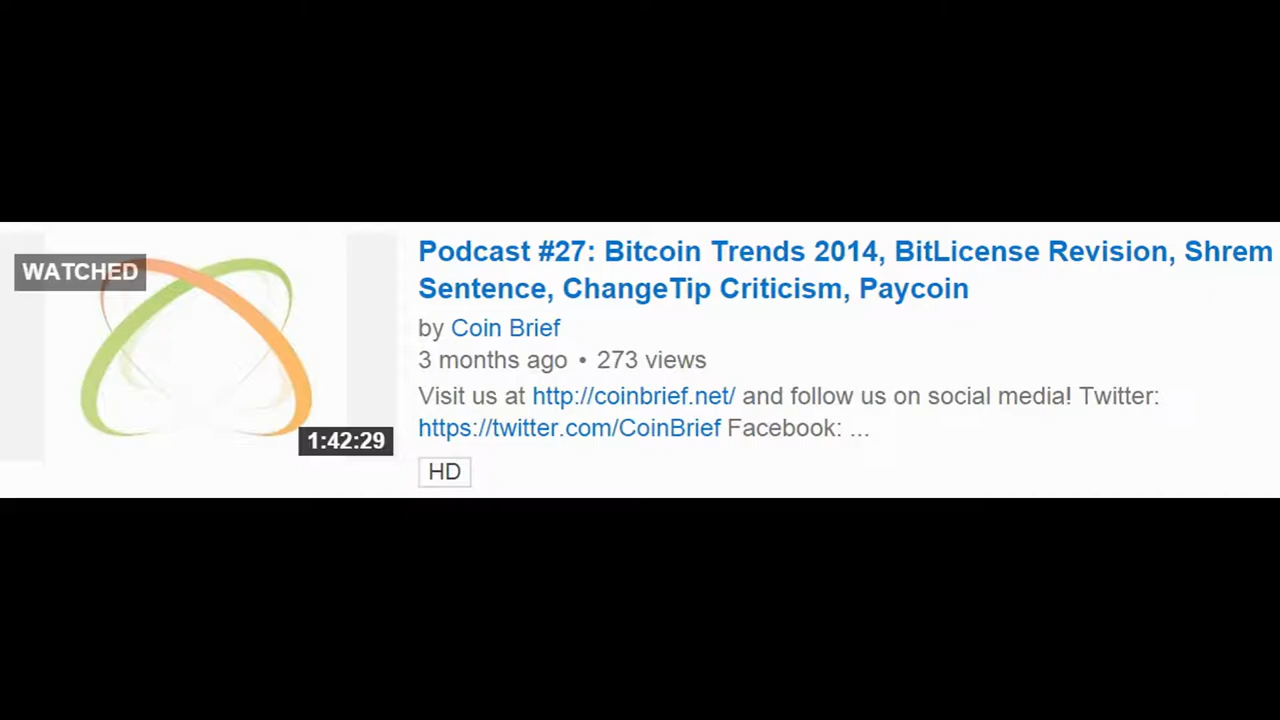 WATCHED
1:42:29
Podcast #27: Bitcoin Trends 2014, BitLicense Revision, Shrem
Sentence, ChangeTip Criticism, Paycoin
by Coin Brief
3 months ago • 273 views
Visit us at http://coinbrief.net/ and follow us on social media! Twitter:
https://twitter.com/CoinBrief Facebook: ...
HD